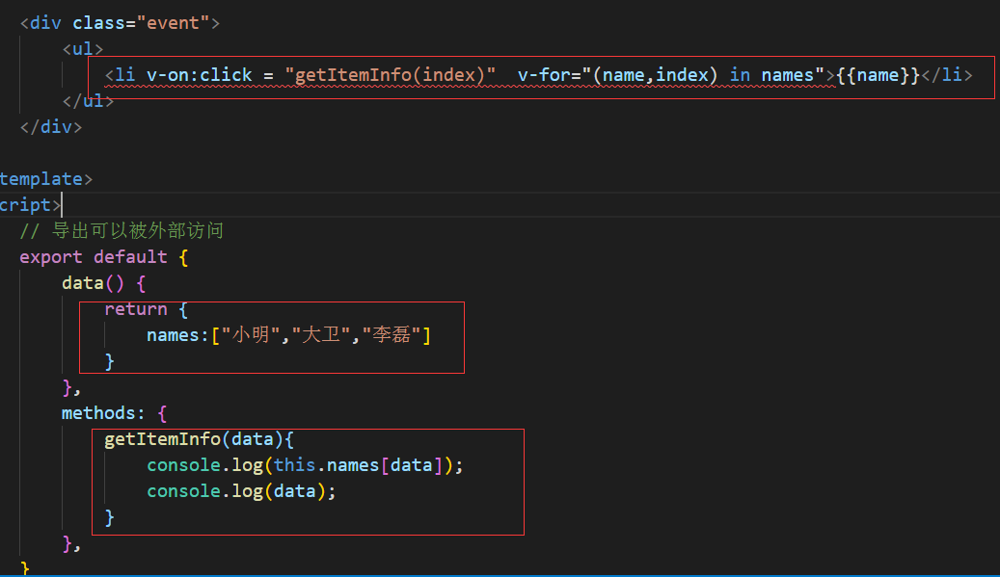 <div class="event">
<ul>
<li v-on:click = "getItemInfo(index)"  v-for="(name,index) in names">{{name}}</li>
</ul>
</div>
template>
cript>
// 导出可以被外部访问
export default {
data() {
return {
names:["小明","大卫","李磊"]
}
},
methods: {
getItemInfo(data){
console.log(this.names[data]);
console.log(data);
}
},
}